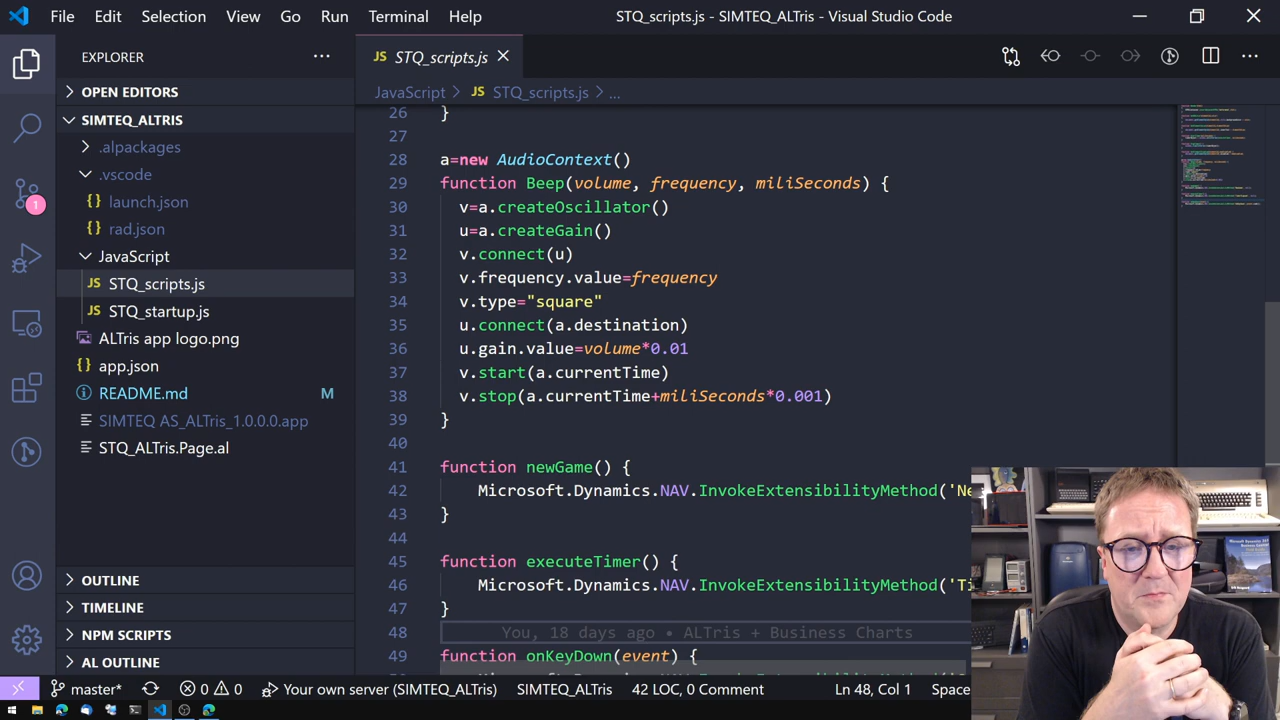 File Edit Selection View Go Run Terminal Help STQ_scripts.js - SIMTEQ_ALTris - Visual Studio Code
EXPLORER
OPEN EDITORS
SIMTEQ_ALTRIS
.alpackages
.vscode
launch.json
rad.json
JavaScript
JS STQ_scripts.js
JS STQ_startup.js
ALTris app logo.png
{} app.json
README.md M
SIMTEQ AS_ALTris_1.0.0.0.app
STQ_ALTris.Page.al
OUTLINE
TIMELINE
NPM SCRIPTS
AL OUTLINE
1
JS STQ_scripts.js
JavaScript > JS STQ_scripts.js > ...
26 }
27
28 a=new AudioContext()
29 function Beep(volume, frequency, miliSeconds) {
30 v=a.createOscillator()
31 u=a.createGain()
32 v.connect(u)
33 v.frequency.value=frequency
34 v.type="square"
35 u.connect(a.destination)
36 u.gain.value=volume*0.01
37 v.start(a.currentTime)
38 v.stop(a.currentTime+miliSeconds*0.001)
39 }
40
41 function newGame() {
42 Microsoft.Dynamics.NAV.InvokeExtensibilityMethod('Ne
43 }
44
45 function executeTimer() {
46 Microsoft.Dynamics.NAV.InvokeExtensibilityMethod('Ti
47 }
48 You, 18 days ago • ALTris + Business Charts
49 function onKeyDown(event) {
master* 0 0 Your own server (SIMTEQ_ALTris) SIMTEQ_ALTris 42 LOC, 0 Comment Ln 48, Col 1 Space